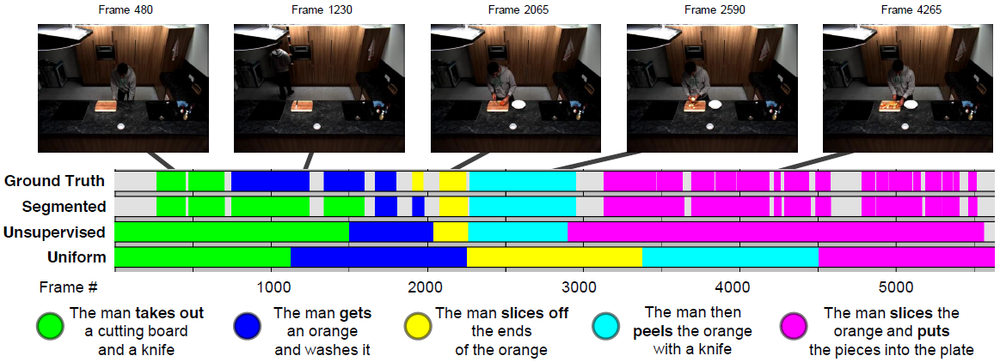 Frame 480
Frame 1230
Frame 2065
Frame 2590
Frame 4265
Ground Truth
Segmented
Unsupervised
Uniform
Frame # 1000 2000 3000 4000 5000
The man takes out
a cutting board
and a knife
The man gets
an orange
and washes it
The man slices off
the ends
of the orange
The man then
peels the orange
with a knife
The man slices the
orange and puts
the pieces into the plate